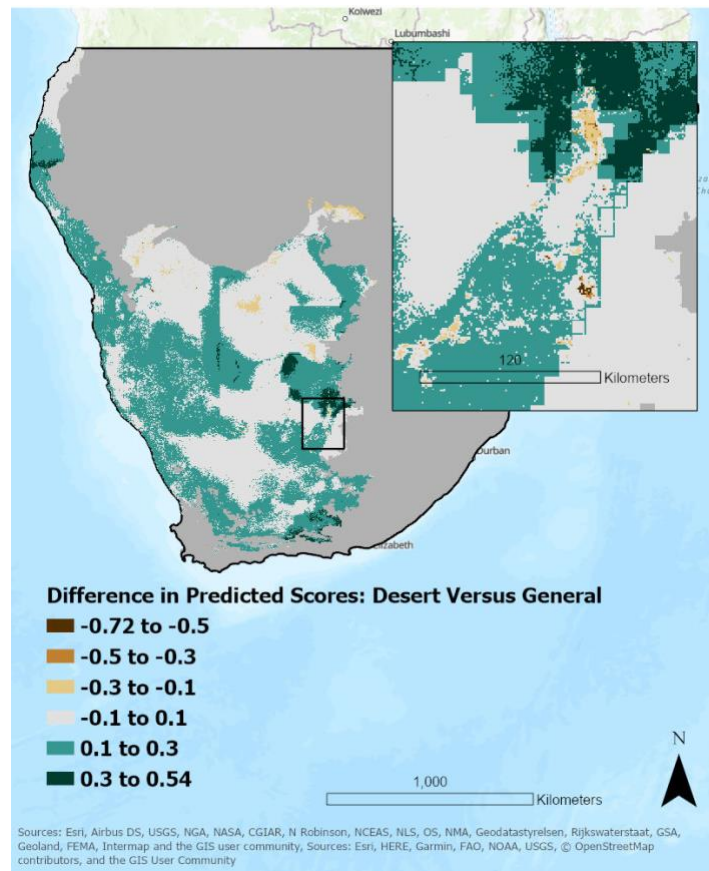 Kolwezi
Lubumbashi
120
Kilometers
Durban
Elizabeth
Difference in Predicted Scores: Desert Versus General
-0.72 to -0.5
-0.5 to -0.3
-0.3 to -0.1
-0.1 to 0.1
0.1 to 0.3
0.3 to 0.54
N
1,000
Kilometers
Sources: Esri, Airbus DS, USGS, NGA, NASA, CGIAR, N Robinson, NCEAS, NLS, OS, NMA, Geodatastyrelsen, Rijkswaterstaat, GSA,
Geoland, FEMA, Intermap and the GIS user community, Sources: Esri, HERE, Garmin, FAO, NOAA, USGS, © OpenStreetMap
contributors, and the GIS User Community